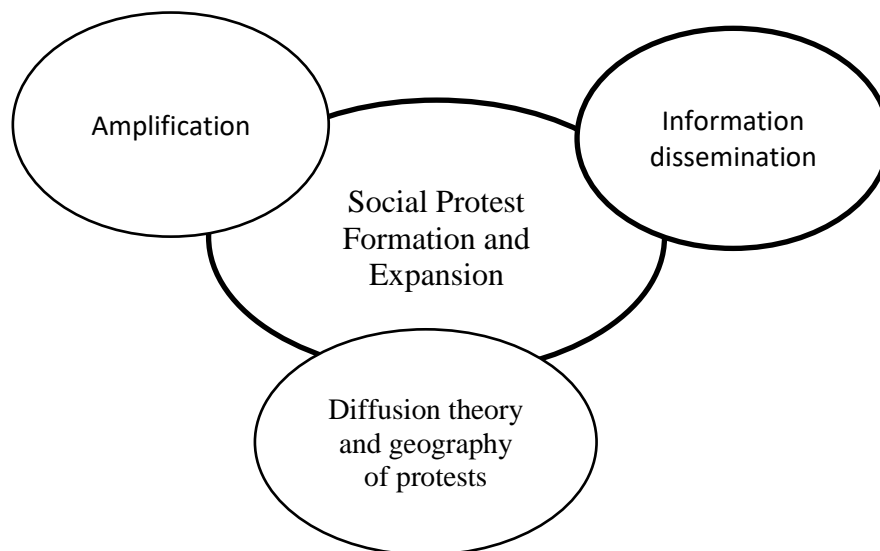 Amplification
Information
dissemination
Social Protest
Formation and
Expansion
Diffusion theory
and geography
of protests